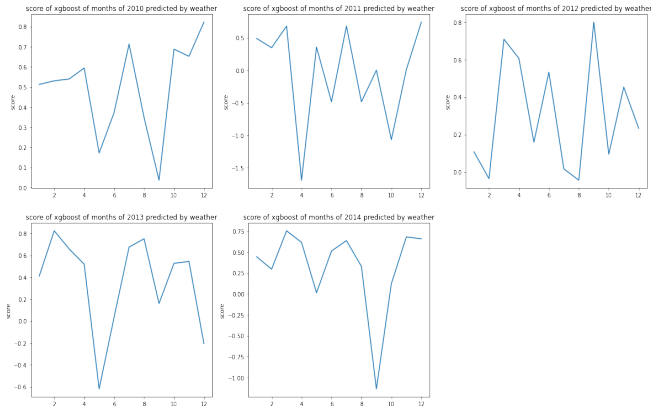 score of xgboost of months of 2010 predicted by weather
score
0.8
0.7
0.6
0.5
0.4
0.3
0.2
0.1
0.0
2 4 6 8 10 12
score of xgboost of months of 2011 predicted by weather
score
0.5
0.0
−0.5
−1.0
−1.5
2 4 6 8 10 12
score of xgboost of months of 2012 predicted by weather
score
0.8
0.6
0.4
0.2
0.0
2 4 6 8 10 12
score of xgboost of months of 2013 predicted by weather
score
0.8
0.6
0.4
0.2
0.0
−0.2
−0.4
−0.6
2 4 6 8 10 12
score of xgboost of months of 2014 predicted by weather
score
0.75
0.50
0.25
0.00
−0.25
−0.50
−0.75
−1.00
2 4 6 8 10 12